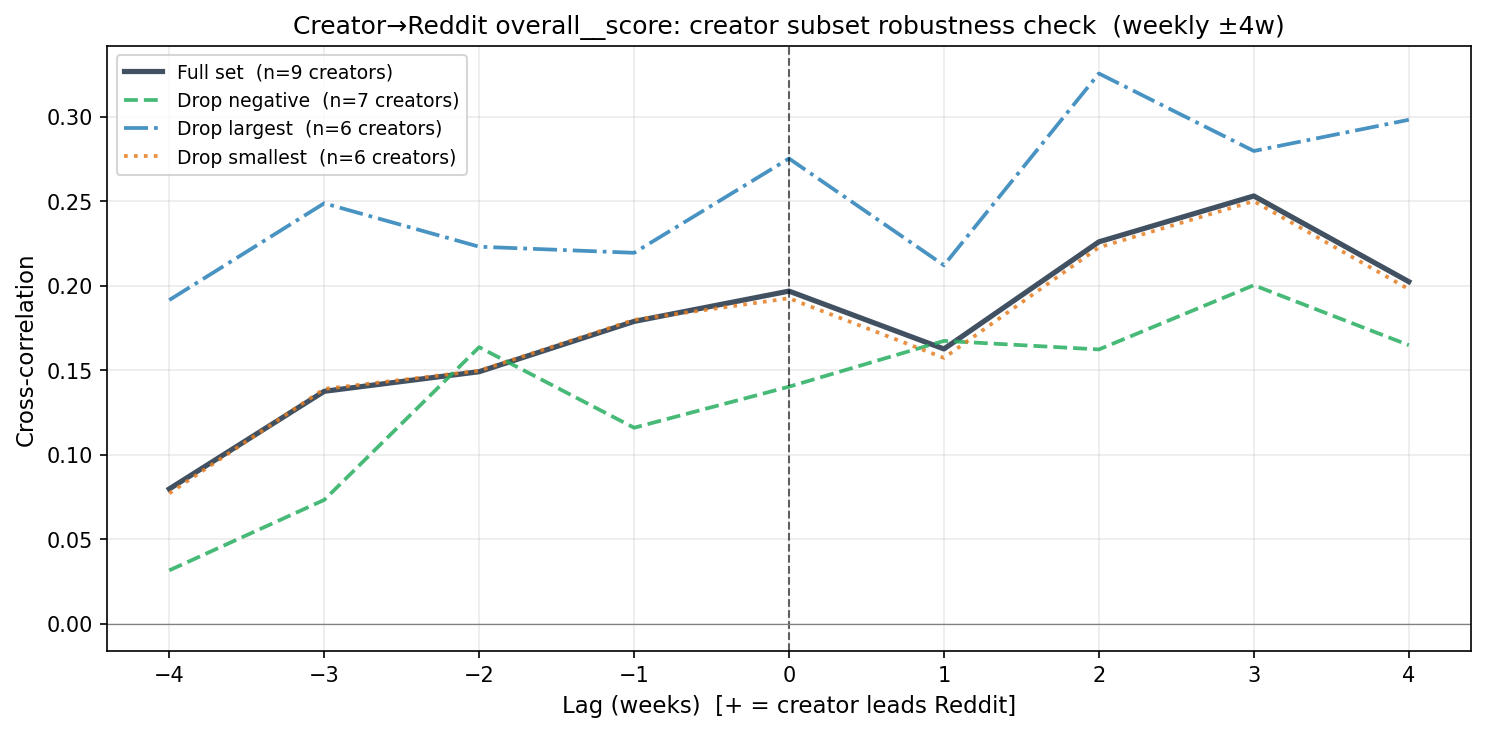 Creator→Reddit overall__score: creator subset robustness check (weekly ±4w)
Full set (n=9 creators)
Drop negative (n=7 creators)
Drop largest (n=6 creators)
Drop smallest (n=6 creators)
Cross-correlation
0.30
0.25
0.20
0.15
0.10
0.05
0.00
−4 −3 −2 −1 0 1 2 3 4
Lag (weeks) [+ = creator leads Reddit]